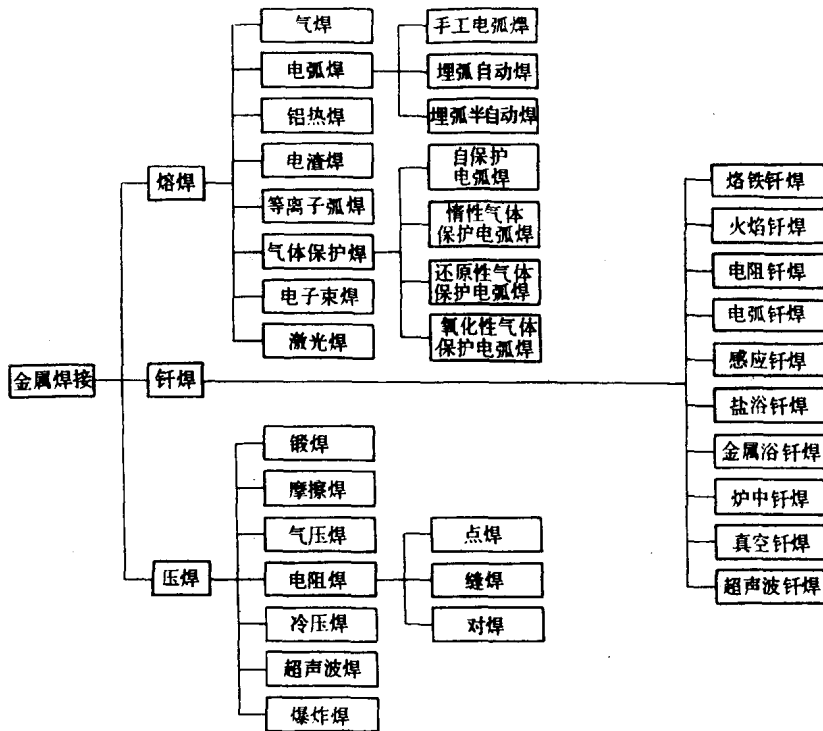 金属焊接
熔焊
气焊
电弧焊
手工电弧焊
埋弧自动焊
埋弧半自动焊
铝热焊
电渣焊
等离子弧焊
气体保护焊
自保护
电弧焊
惰性气体
保护电弧焊
还原性气体
保护电弧焊
氧化性气体
保护电弧焊
电子束焊
激光焊
钎焊
烙铁钎焊
火焰钎焊
电阻钎焊
电弧钎焊
感应钎焊
盐浴钎焊
金属浴钎焊
炉中钎焊
真空钎焊
超声波钎焊
压焊
锻焊
摩擦焊
气压焊
电阻焊
点焊
缝焊
对焊
冷压焊
超声波焊
爆炸焊